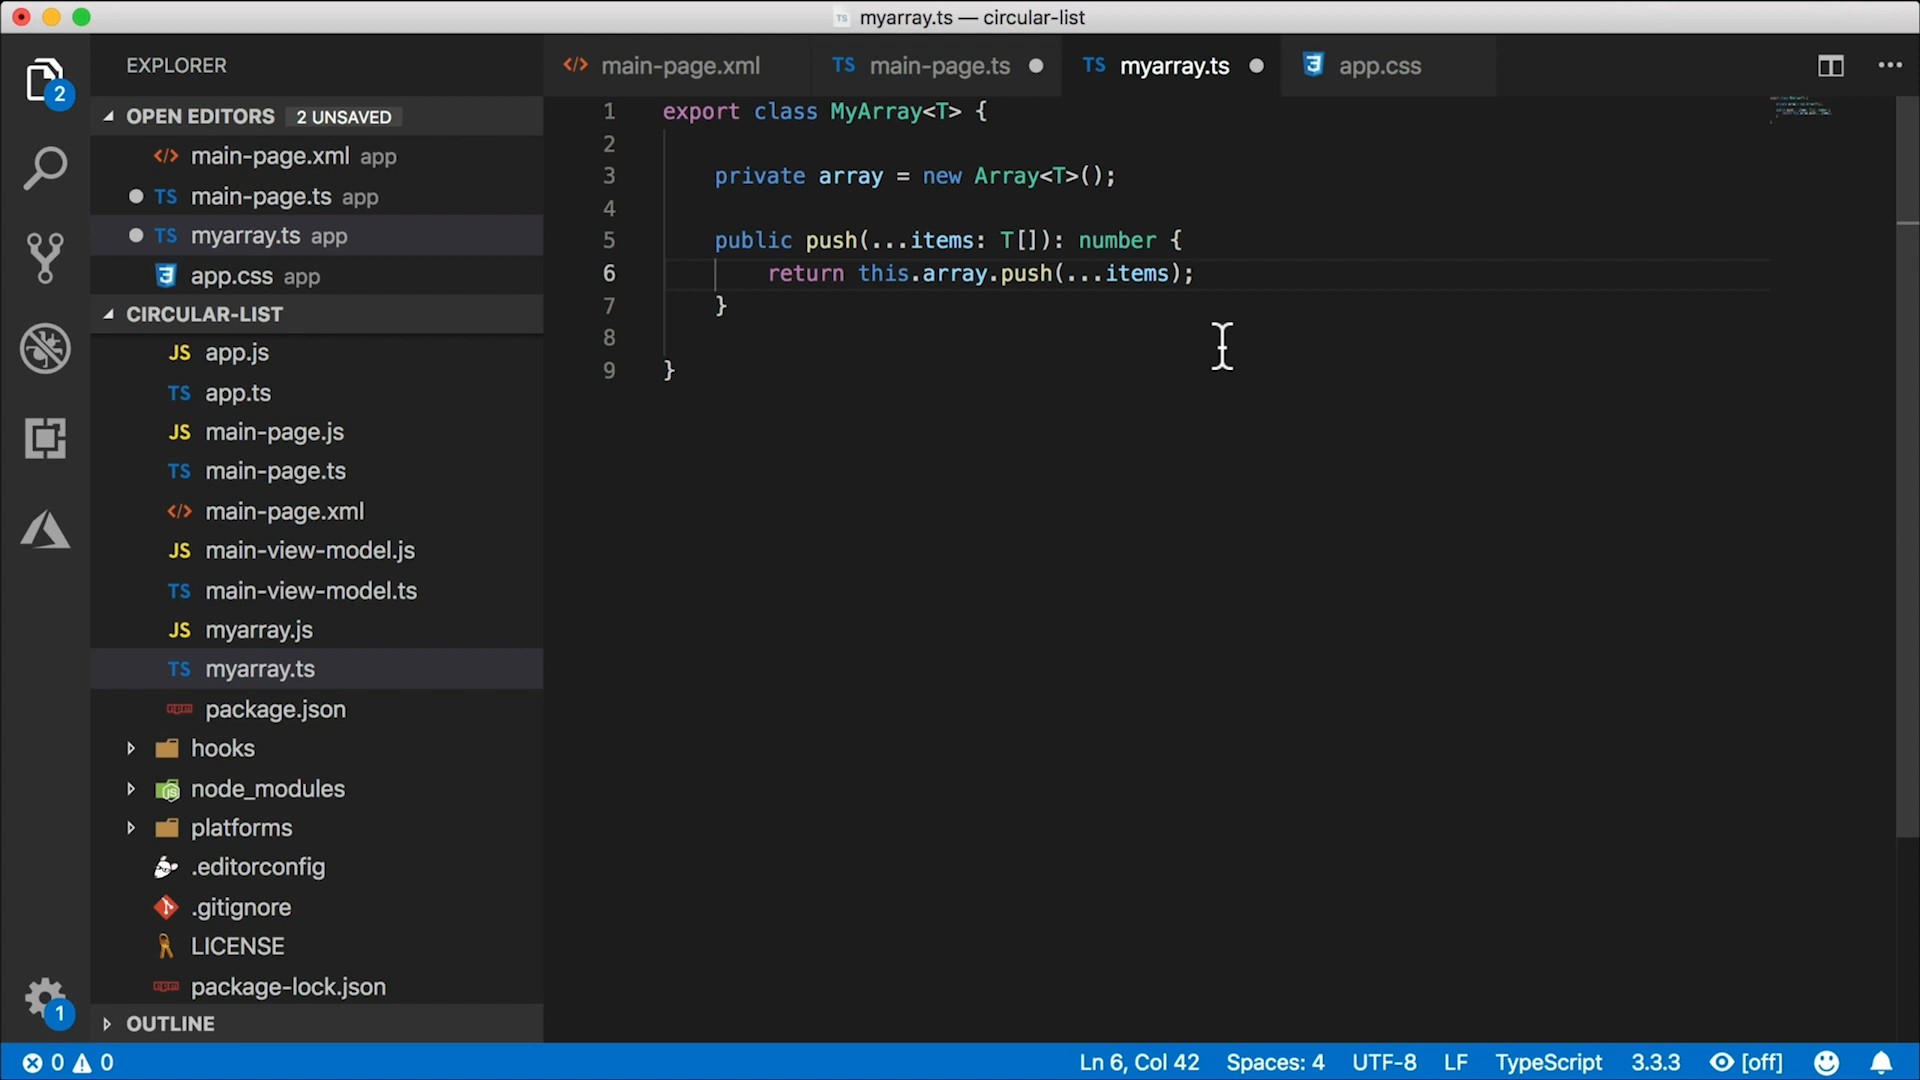 myarray.ts — circular-list
EXPLORER
2
OPEN EDITORS 2 UNSAVED
</> main-page.xml app
TS main-page.ts app
TS myarray.ts app
app.css app
CIRCULAR-LIST
JS app.js
TS app.ts
JS main-page.js
TS main-page.ts
</> main-page.xml
JS main-view-model.js
TS main-view-model.ts
JS myarray.js
TS myarray.ts
package.json
hooks
node_modules
platforms
.editorconfig
.gitignore
LICENSE
package-lock.json
OUTLINE
1
</> main-page.xml TS main-page.ts TS myarray.ts app.css
1 export class MyArray<T> {
2
3 private array = new Array<T>();
4
5 public push(...items: T[]): number {
6 return this.array.push(...items);
7 }
8
9 }
0 0 Ln 6, Col 42 Spaces: 4 UTF-8 LF TypeScript 3.3.3 [off]